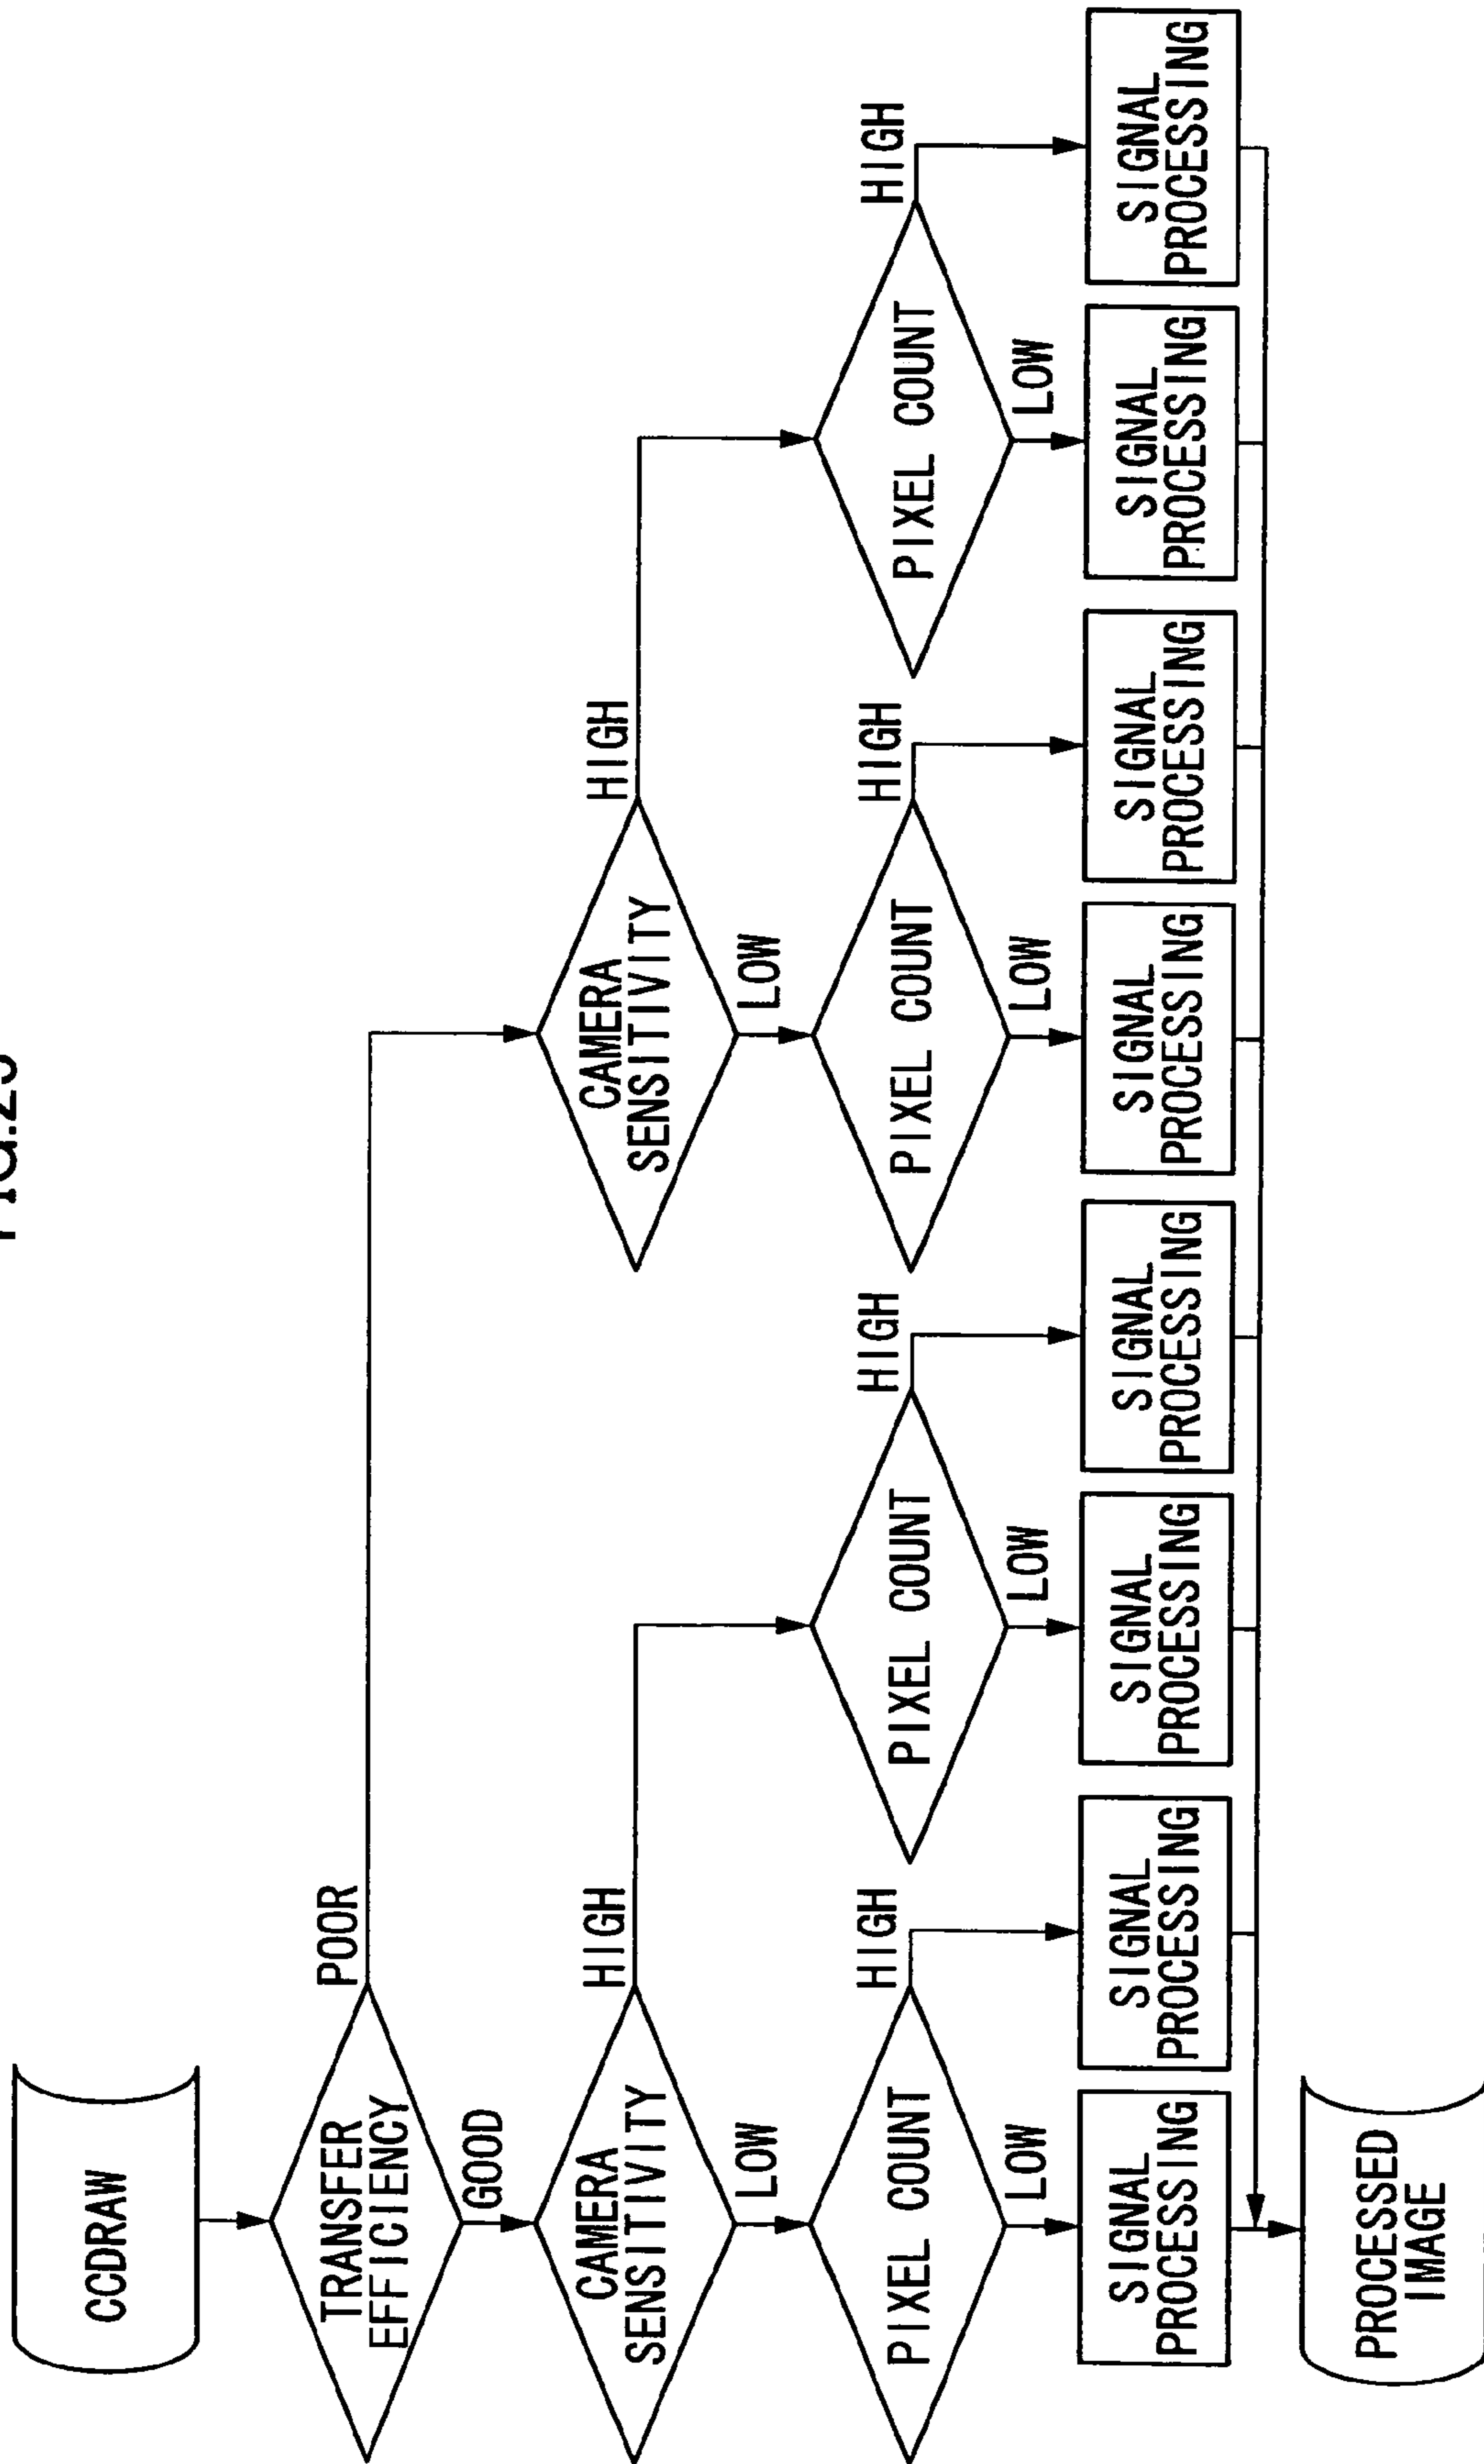 CCDRAW
TRANSFER
EFFICIENCY
POOR
GOOD
CAMERA
SENSITIVITY
HIGH
CAMERA
SENSITIVITY
HIGH
LOW
LOW
PIXEL COUNT
HIGH
PIXEL COUNT
HIGH
PIXEL COUNT
HIGH
PIXEL COUNT
HIGH
LOW
LOW
LOW
LOW
SIGNAL
PROCESSING
SIGNAL
PROCESSING
SIGNAL
PROCESSING
SIGNAL
PROCESSING
SIGNAL
PROCESSING
SIGNAL
PROCESSING
SIGNAL
PROCESSING
SIGNAL
PROCESSING
PROCESSED
IMAGE